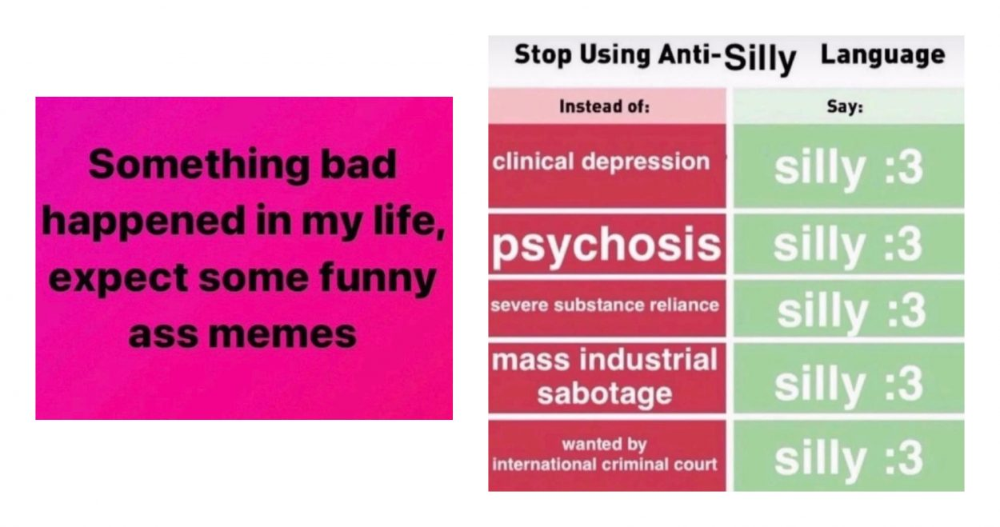 Something bad
happened in my life,
expect some funny
ass memes
Stop Using Anti-Silly Language
Instead of:
Say:
clinical depression
silly :3
psychosis
silly :3
severe substance reliance
silly :3
mass industrial
sabotage
silly :3
wanted by
international criminal court
silly :3